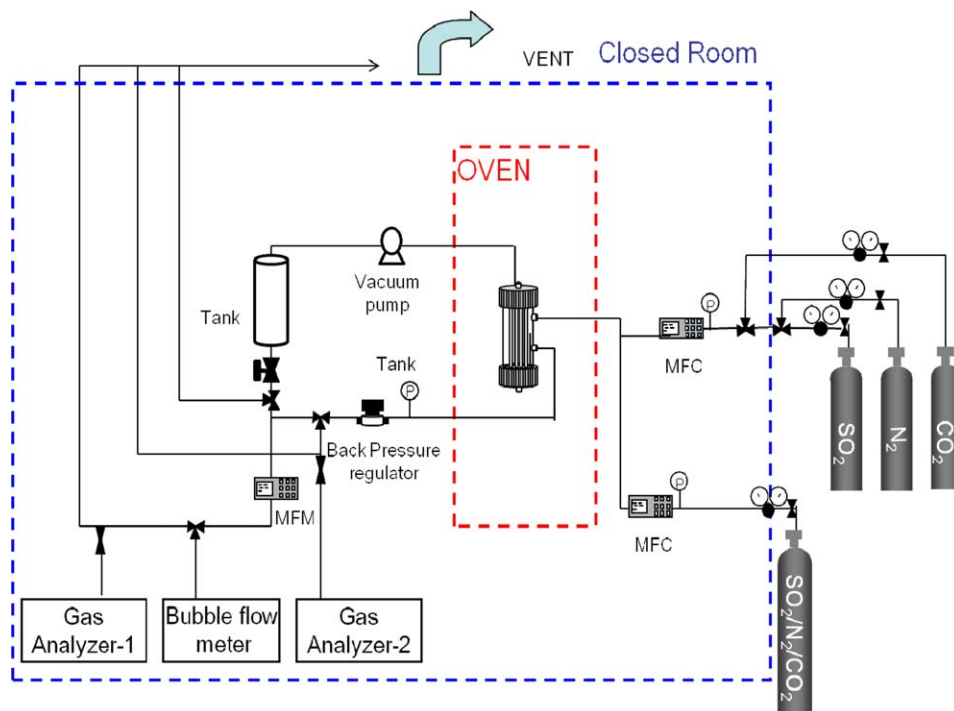 VENT
Closed Room
OVEN
Vacuum
pump
Tank
P
MFC
Tank
P
Back Pressure
regulator
SO₂
N₂
CO₂
P
MFM
MFC
SO₂/N₂/CO₂
Gas
Analyzer-1
Bubble flow
meter
Gas
Analyzer-2